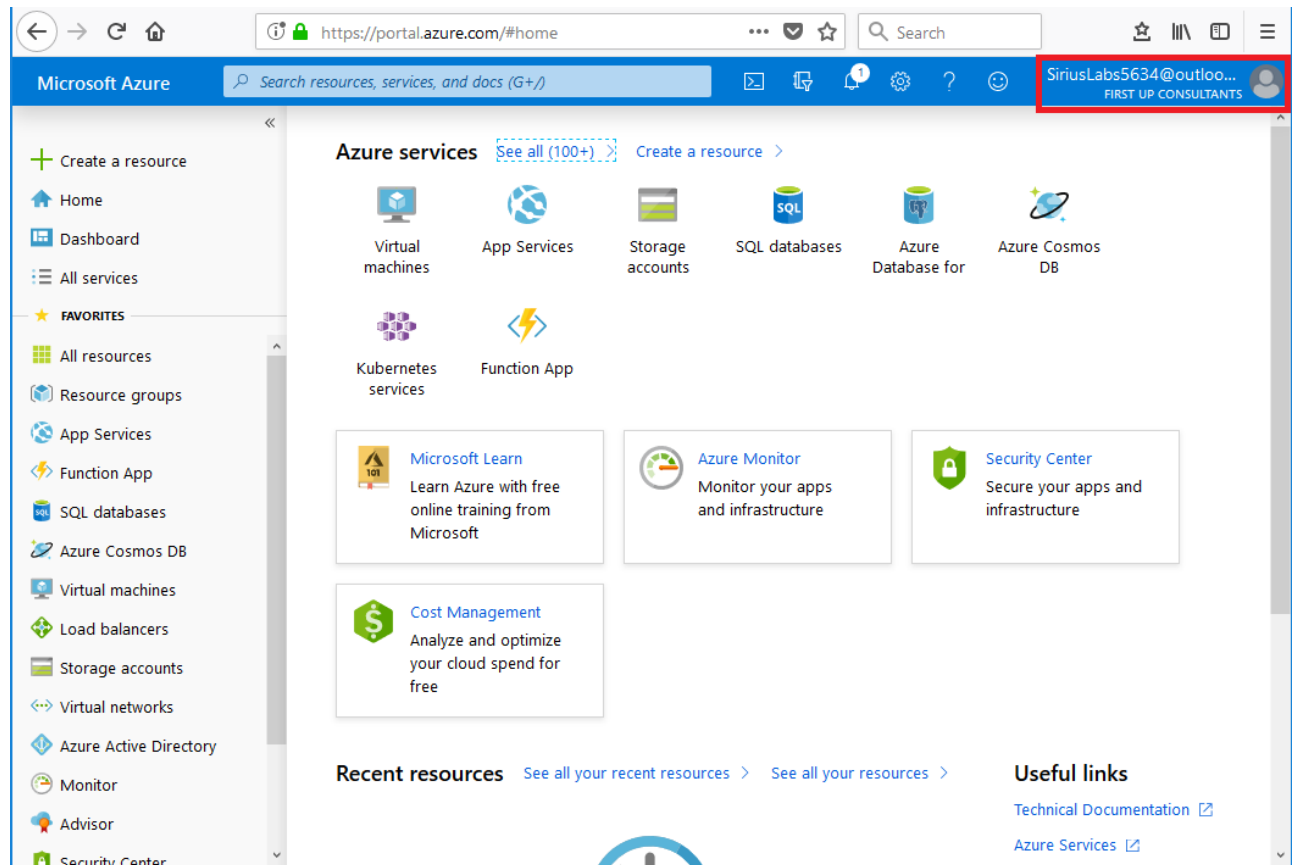 https://portal.azure.com/#home
Search
Microsoft Azure
Search resources, services, and docs (G+/)
1
SiriusLabs5634@outloo...
FIRST UP CONSULTANTS
Create a resource
Home
Dashboard
All services
FAVORITES
All resources
Resource groups
App Services
Function App
SQL databases
Azure Cosmos DB
Virtual machines
Load balancers
Storage accounts
Virtual networks
Azure Active Directory
Monitor
Advisor
Security Center
Azure services See all (100+) > Create a resource >
Virtual
machines
App Services
Storage
accounts
SQL
SQL databases
Azure
Database for
Azure Cosmos
DB
Kubernetes
services
Function App
101
Microsoft Learn
Learn Azure with free
online training from
Microsoft
Azure Monitor
Monitor your apps
and infrastructure
Security Center
Secure your apps and
infrastructure
Cost Management
Analyze and optimize
your cloud spend for
free
Recent resources See all your recent resources > See all your resources >
Useful links
Technical Documentation
Azure Services